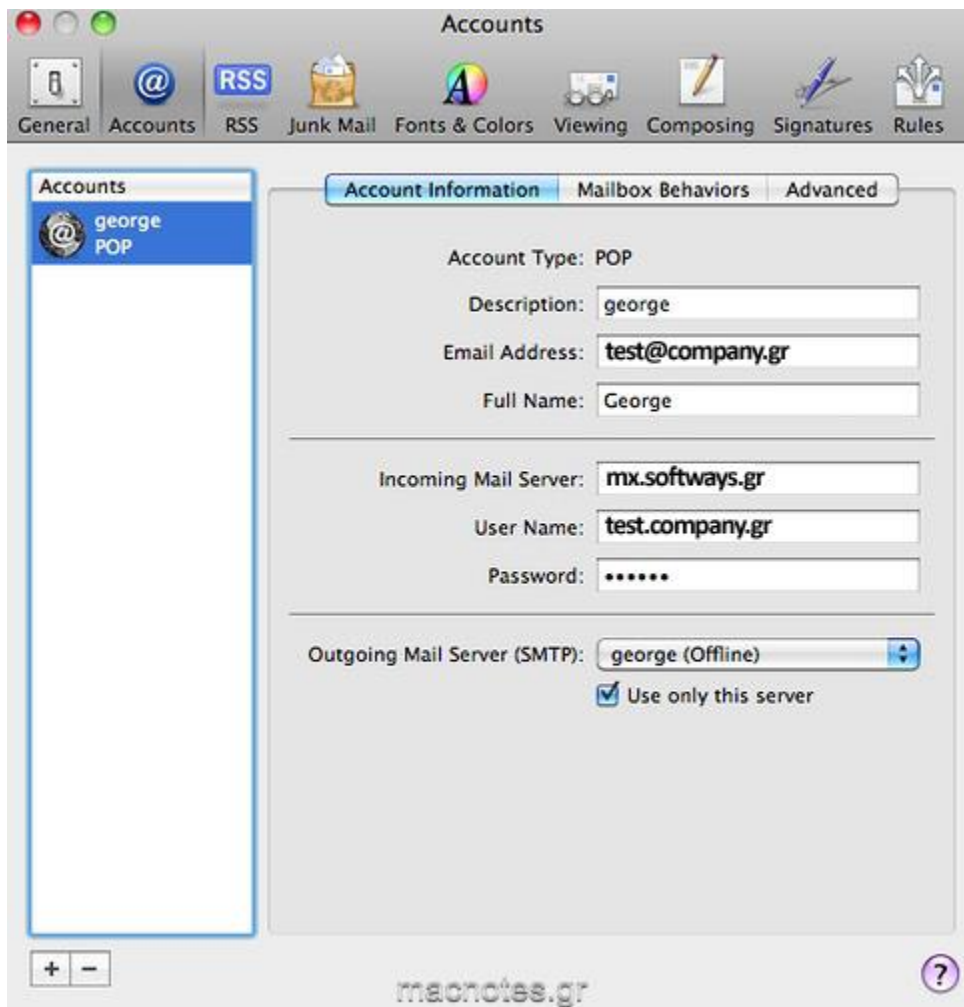 Accounts
General Accounts RSS Junk Mail Fonts & Colors Viewing Composing Signatures Rules
RSS
Accounts
george
POP
Account Information Mailbox Behaviors Advanced
Account Type: POP
Description: george
Email Address: test@company.gr
Full Name: George
Incoming Mail Server: mx.softways.gr
User Name: test.company.gr
Password: ••••••
Outgoing Mail Server (SMTP): george (Offline)
Use only this server
+ − ?
macnotes.gr